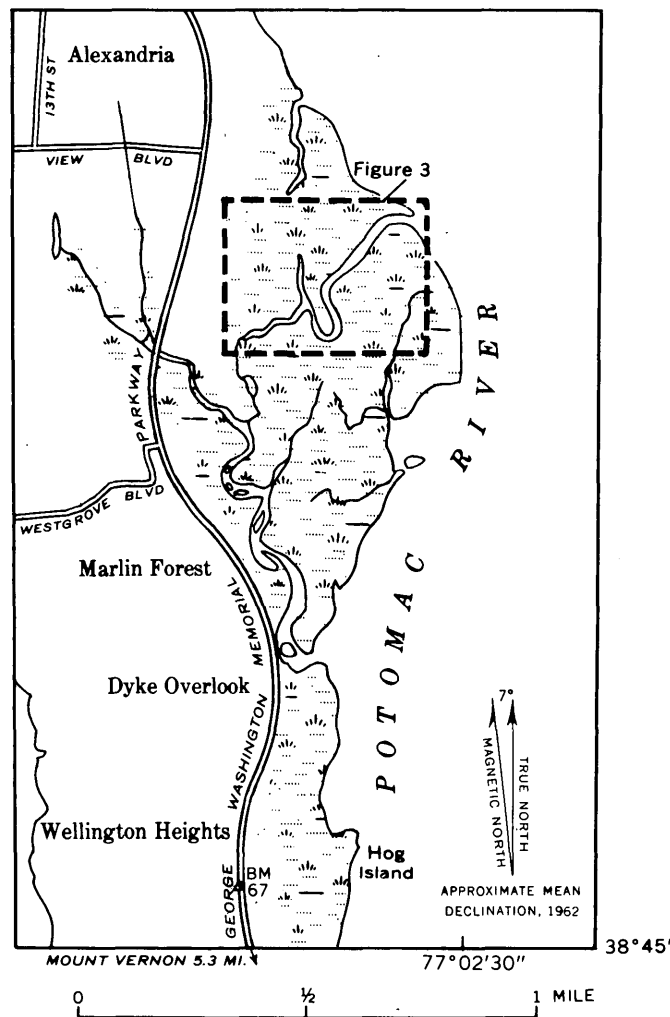 Alexandria
13TH ST
VIEW BLVD
Figure 3
PARKWAY
RIVER
WESTGROVE BLVD
Marlin Forest
MEMORIAL
POTOMAC
Dyke Overlook
WASHINGTON
7°
MAGNETIC NORTH
TRUE NORTH
Wellington Heights
Hog
Island
BM
67
GEORGE
APPROXIMATE MEAN
DECLINATION, 1962
38°45'
MOUNT VERNON 5.3 MI.
77°02'30"
0 ½ 1 MILE